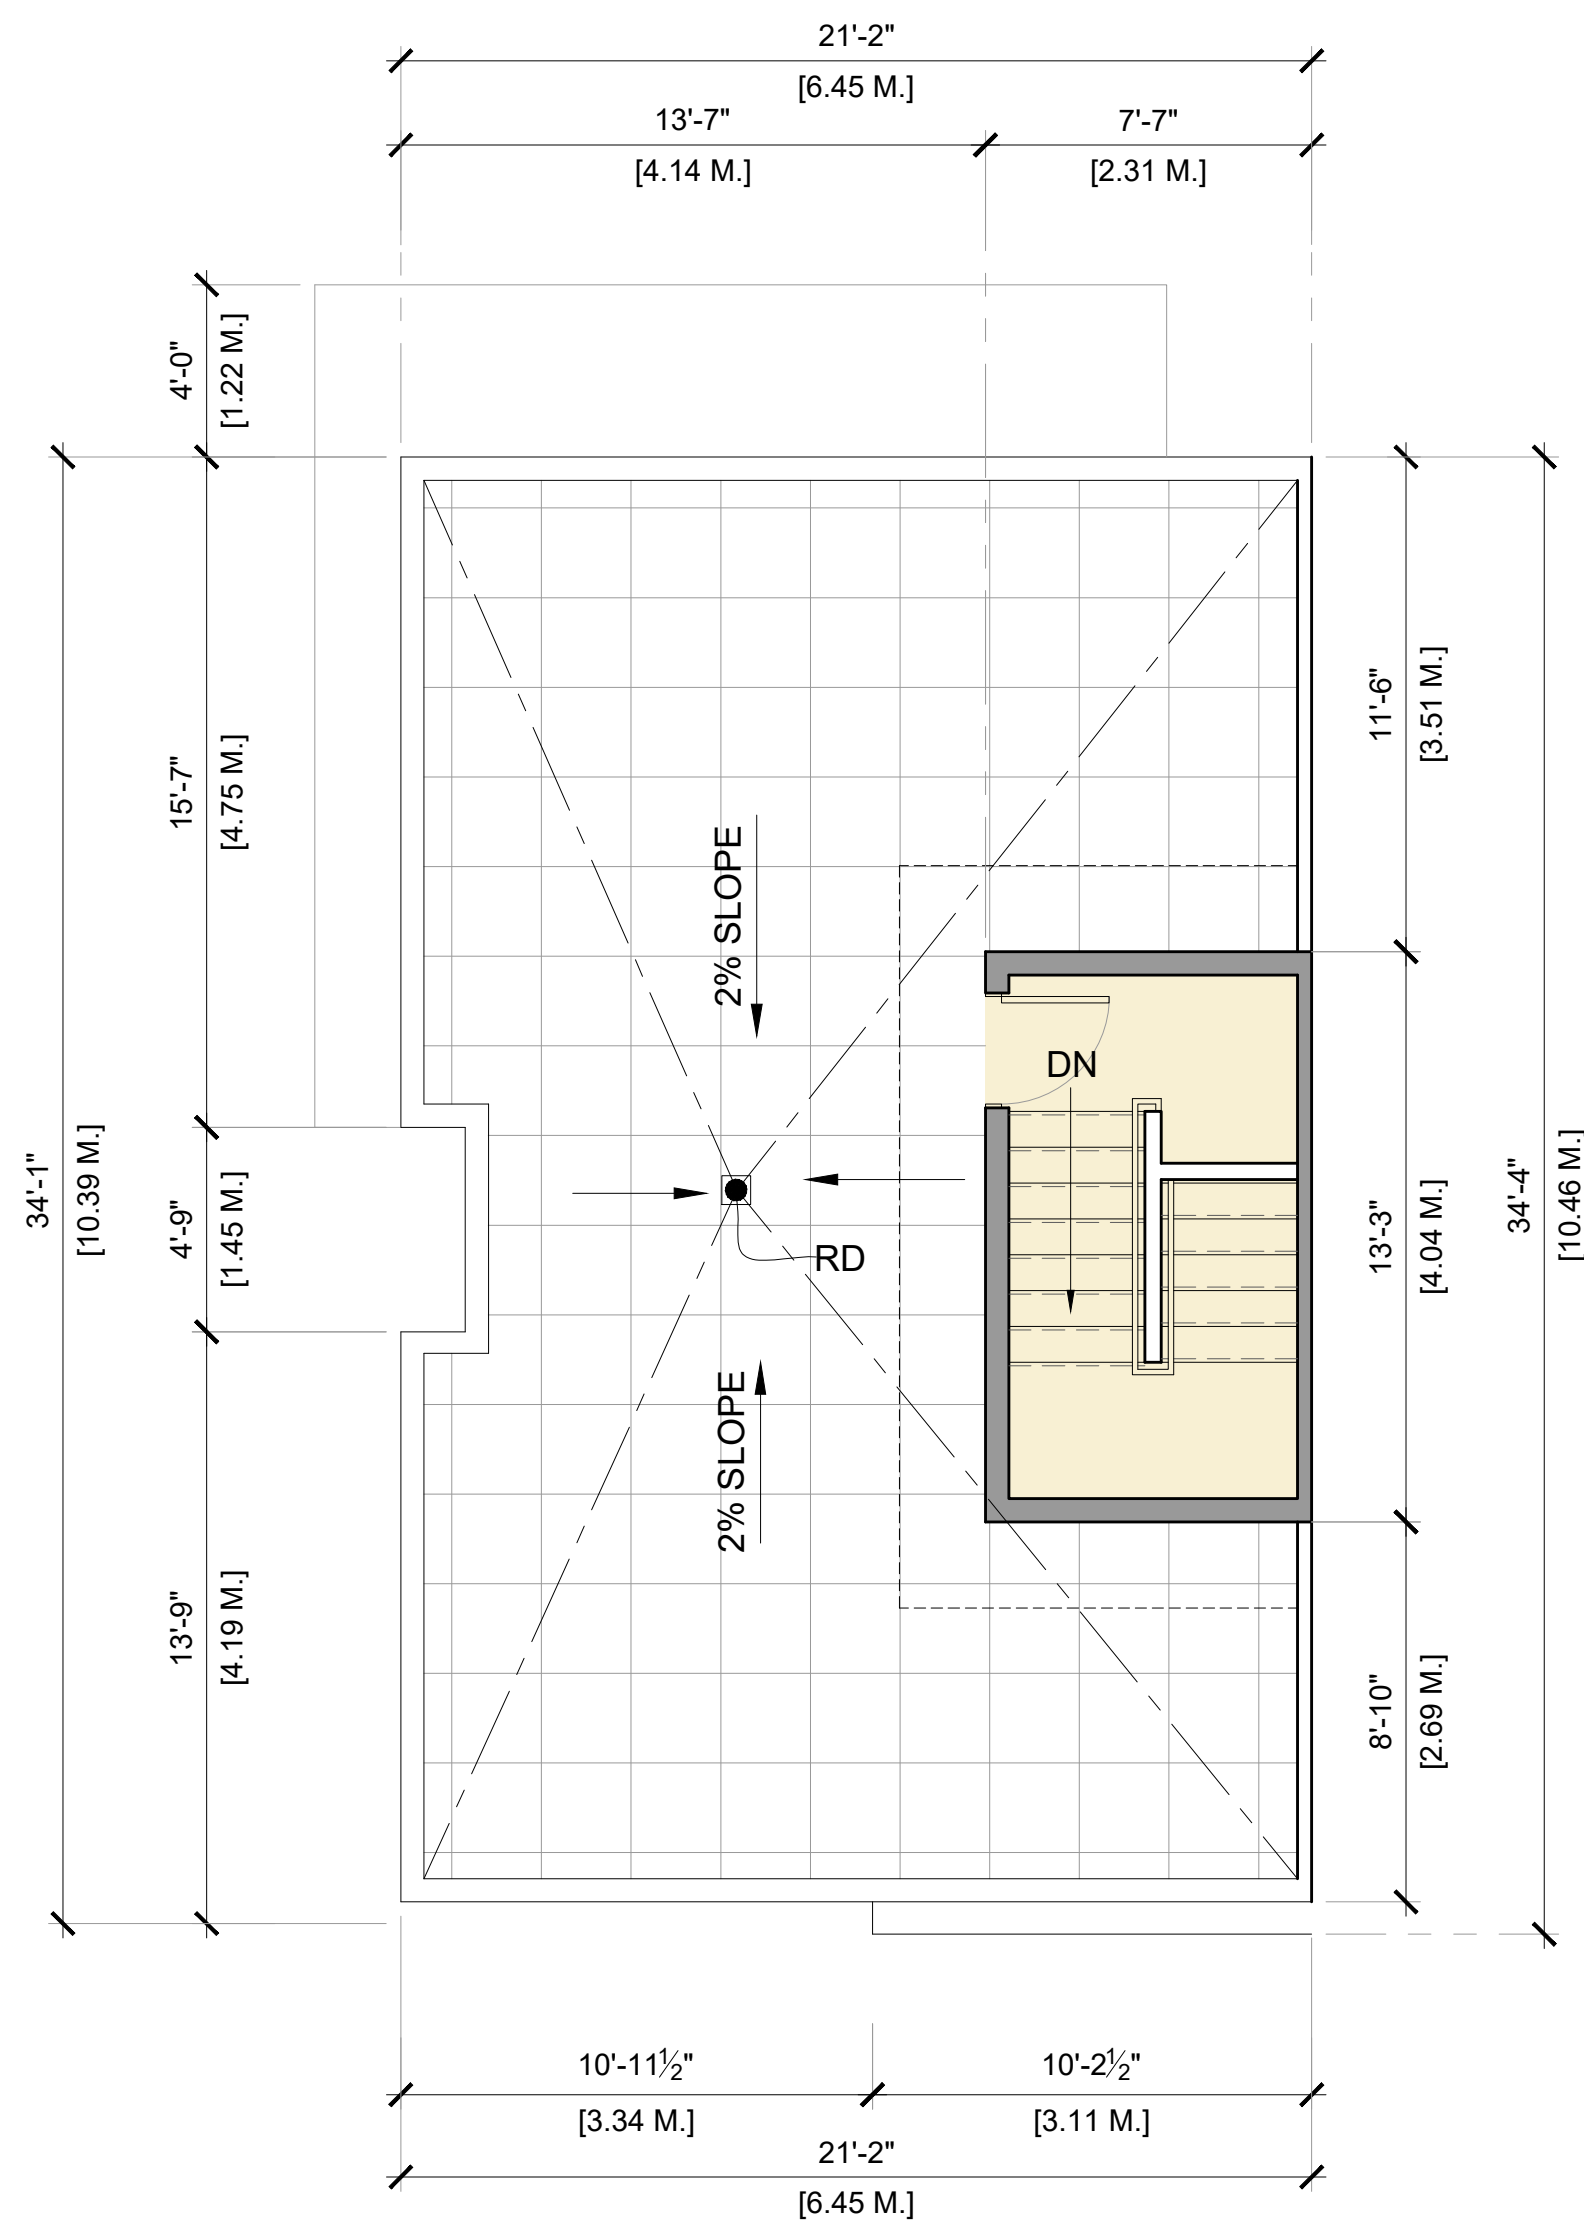 21'-2"
[6.45 M.]
13'-7"
7'-7"
[4.14 M.]
[2.31 M.]
4'-0"
[1.22 M.]
15'-7"
[4.75 M.]
11'-6"
[3.51 M.]
2% SLOPE
DN
34'-1"
[10.39 M.]
4'-9"
[1.45 M.]
RD
13'-3"
[4.04 M.]
34'-4"
[10.46 M.]
2% SLOPE
13'-9"
[4.19 M.]
8'-10"
[2.69 M.]
10'-11½"
10'-2½"
[3.34 M.]
[3.11 M.]
21'-2"
[6.45 M.]